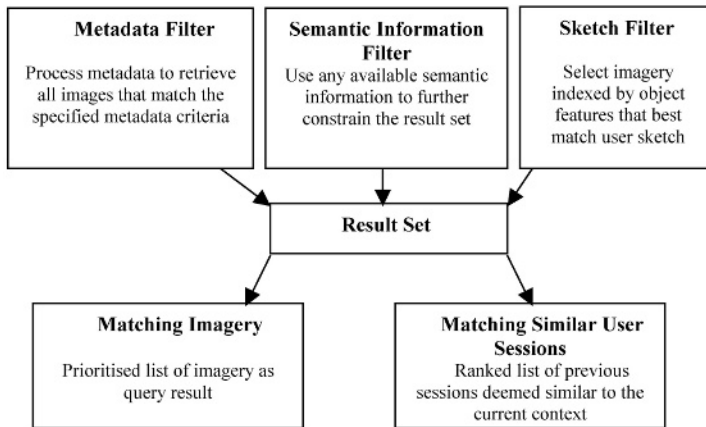 Metadata Filter
Process metadata to retrieve
all images that match the
specified metadata criteria
Semantic Information
Filter
Use any available semantic
information to further
constrain the result set
Sketch Filter
Select imagery
indexed by object
features that best
match user sketch
Result Set
Matching Imagery
Prioritised list of imagery as
query result
Matching Similar User
Sessions
Ranked list of previous
sessions deemed similar to the
current context